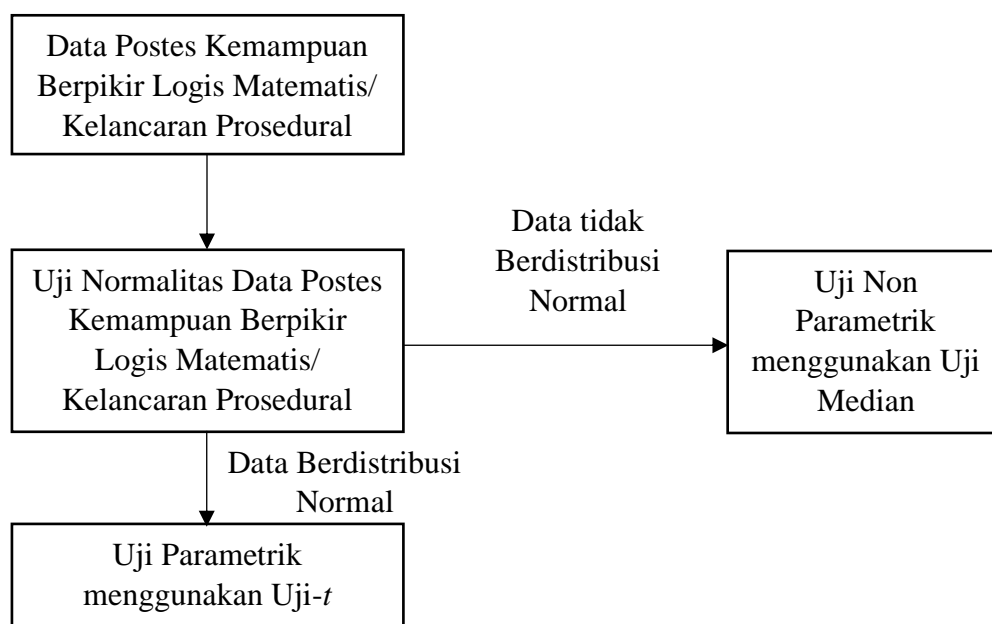 Data Postes Kemampuan
Berpikir Logis Matematis/
Kelancaran Prosedural
Data tidak
Berdistribusi
Normal
Uji Normalitas Data Postes
Kemampuan Berpikir
Logis Matematis/
Kelancaran Prosedural
Uji Non
Parametrik
menggunakan Uji
Median
Data Berdistribusi
Normal
Uji Parametrik
menggunakan Uji-t